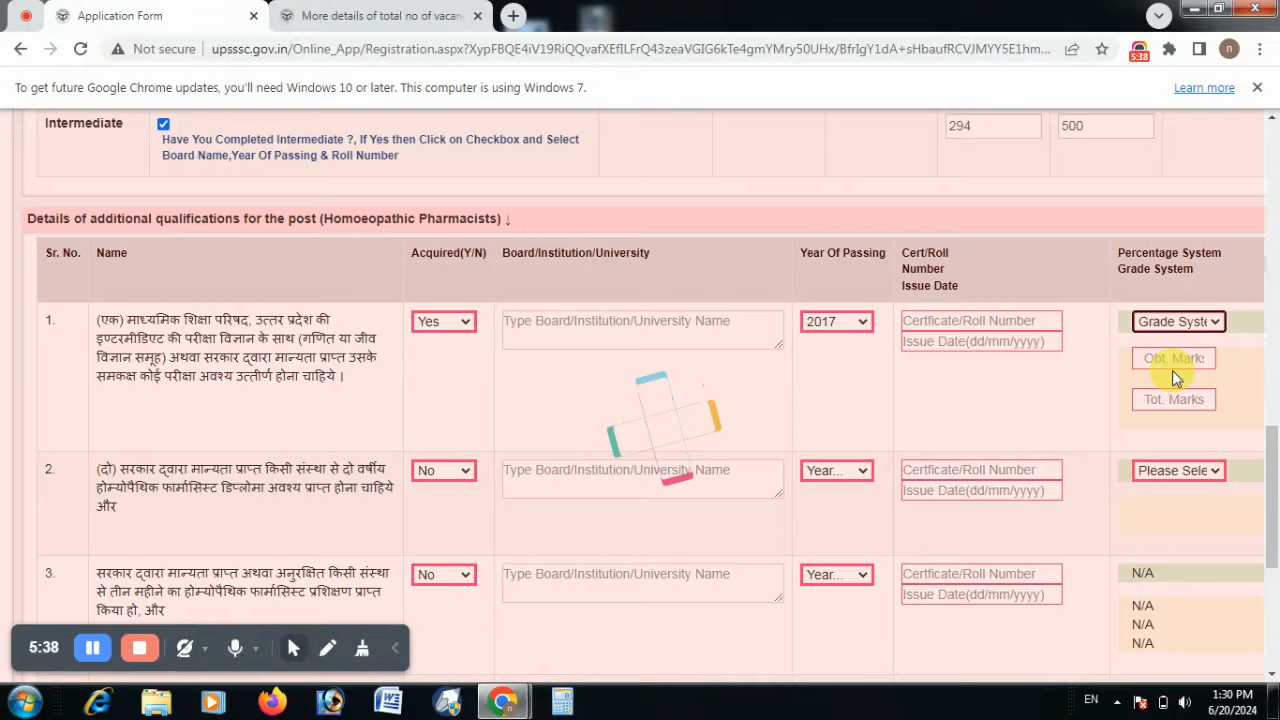 Application Form
More details of total no of vacan
Not secure
upsssc.gov.in/Online_App/Registration.aspx?XypFBQE4iV19RiQQvafXEfILFrQ43zeaVGIG6kTe4gmYMry50UHx/BfrIgY1dA+sHbaufRCVJMYY5E1hm...
5:38
n
To get future Google Chrome updates, you'll need Windows 10 or later. This computer is using Windows 7.
Learn more
Intermediate
Have You Completed Intermediate ?, If Yes then Click on Checkbox and Select
Board Name,Year Of Passing & Roll Number
294
500
Details of additional qualifications for the post (Homoeopathic Pharmacists) ↓
Sr. No.
Name
Acquired(Y/N)
Board/Institution/University
Year Of Passing
Cert/Roll
Number
Issue Date
Percentage System
Grade System
1.
(एक) माध्यमिक शिक्षा परिषद, उत्तर प्रदेश की
इण्टरमीडिएट की परीक्षा विज्ञान के साथ (गणित या जीव
विज्ञान समूह) अथवा सरकार द्वारा मान्यता प्राप्त उसके
समकक्ष कोई परीक्षा अवश्य उत्तीर्ण होना चाहिये ।
Yes
Type Board/Institution/University Name
2017
Certficate/Roll Number
Issue Date(dd/mm/yyyy)
Grade Syste
Obt. Marks
Tot. Marks
2.
(दो) सरकार द्वारा मान्यता प्राप्त किसी संस्था से दो वर्षीय
होम्योपैथिक फार्मासिस्ट डिप्लोमा अवश्य प्राप्त होना चाहिये
और
No
Type Board/Institution/University Name
Year...
Certficate/Roll Number
Issue Date(dd/mm/yyyy)
Please Sele
3.
सरकार द्वारा मान्यता प्राप्त अथवा अनुरक्षित किसी संस्था
से तीन महीने का होम्योपैथिक फार्मासिस्ट प्रशिक्षण प्राप्त
किया हो, और
No
Type Board/Institution/University Name
Year...
Certficate/Roll Number
Issue Date(dd/mm/yyyy)
N/A
N/A
N/A
N/A
5:38
EN
1:30 PM
6/20/2024